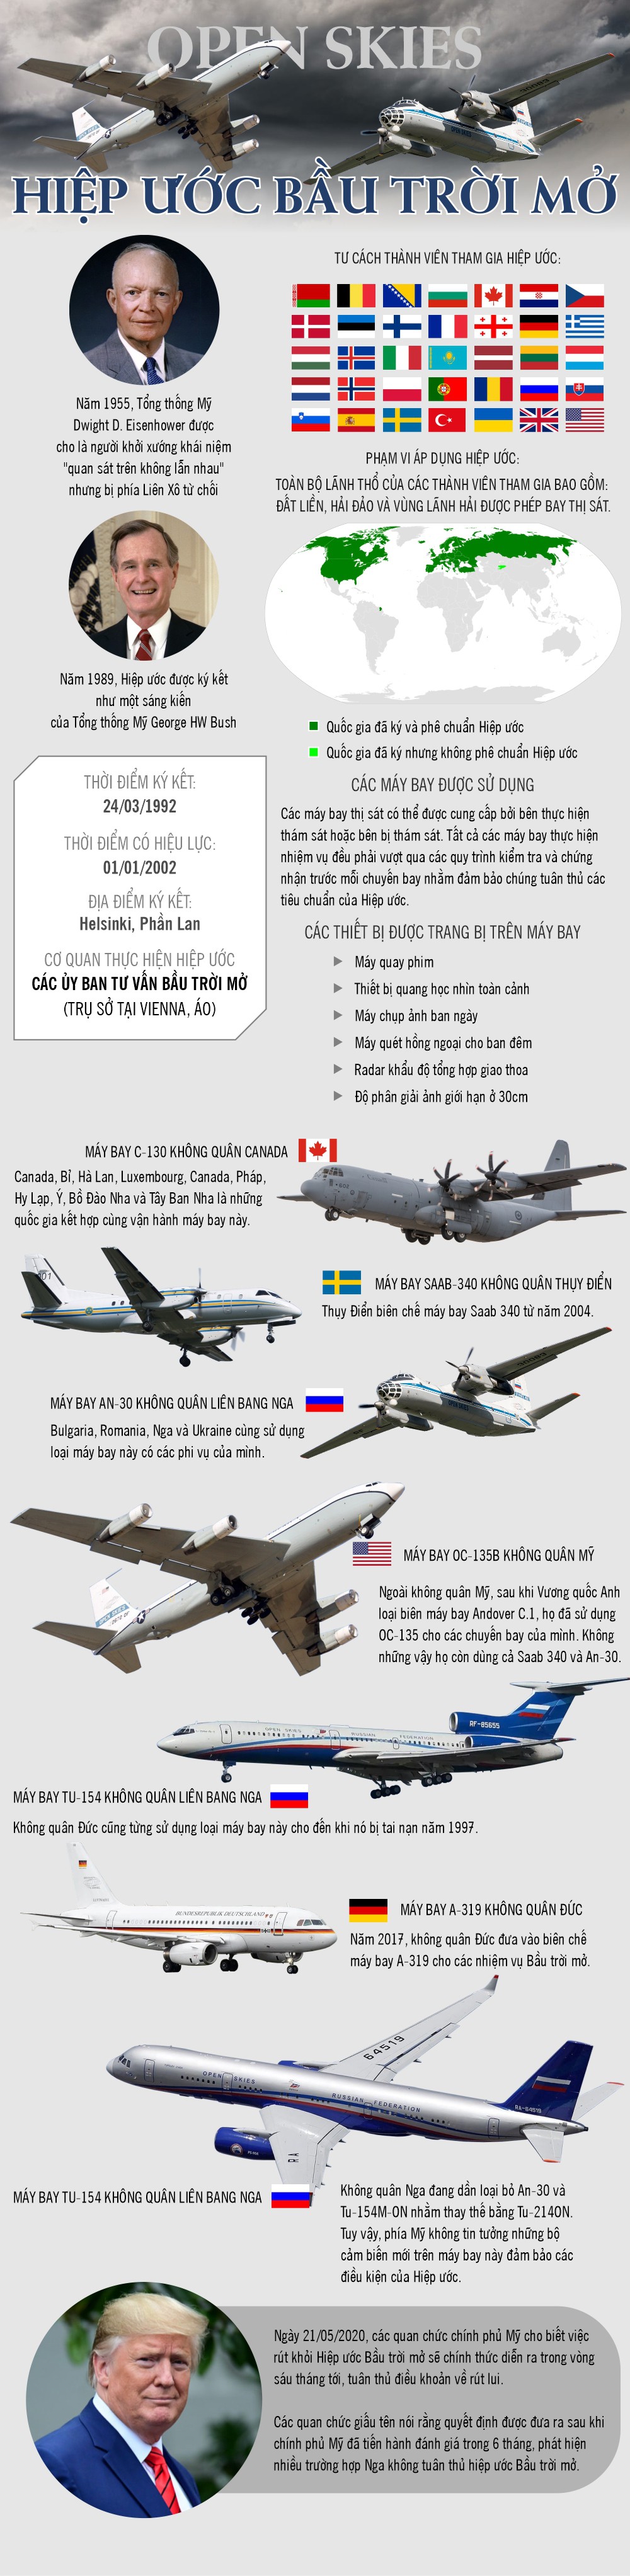 OPEN SKIES
HIỆP ƯỚC BẦU TRỜI MỞ
Năm 1955, Tổng thống Mỹ
Dwight D. Eisenhower được
cho là người khởi xướng khái niệm
"quan sát trên không lẫn nhau"
nhưng bị phía Liên Xô từ chối
Năm 1989, Hiệp ước được ký kết
như một sáng kiến
của Tổng thống Mỹ George HW Bush
TƯ CÁCH THÀNH VIÊN THAM GIA HIỆP ƯỚC:
PHẠM VI ÁP DỤNG HIỆP ƯỚC:
TOÀN BỘ LÃNH THỔ CỦA CÁC THÀNH VIÊN THAM GIA BAO GỒM:
ĐẤT LIỀN, HẢI ĐẢO VÀ VÙNG LÃNH HẢI ĐƯỢC PHÉP BAY THỊ SÁT.
Quốc gia đã ký và phê chuẩn Hiệp ước
Quốc gia đã ký nhưng không phê chuẩn Hiệp ước
THỜI ĐIỂM KÝ KẾT:
24/03/1992
THỜI ĐIỂM CÓ HIỆU LỰC:
01/01/2002
ĐỊA ĐIỂM KÝ KẾT:
Helsinki, Phần Lan
CƠ QUAN THỰC HIỆN HIỆP ƯỚC
CÁC ỦY BAN TƯ VẤN BẦU TRỜI MỞ
(TRỤ SỞ TẠI VIENNA, ÁO)
CÁC MÁY BAY ĐƯỢC SỬ DỤNG
Các máy bay thị sát có thể được cung cấp bởi bên thực hiện
thám sát hoặc bên bị thám sát. Tất cả các máy bay thực hiện
nhiệm vụ đều phải vượt qua các quy trình kiểm tra và chứng
nhận trước mỗi chuyến bay nhằm đảm bảo chúng tuân thủ các
tiêu chuẩn của Hiệp ước.
CÁC THIẾT BỊ ĐƯỢC TRANG BỊ TRÊN MÁY BAY
Máy quay phim
Thiết bị quang học nhìn toàn cảnh
Máy chụp ảnh ban ngày
Máy quét hồng ngoại cho ban đêm
Radar khẩu độ tổng hợp giao thoa
Độ phân giải ảnh giới hạn ở 30cm
MÁY BAY C-130 KHÔNG QUÂN CANADA
Canada, Bỉ, Hà Lan, Luxembourg, Canada, Pháp,
Hy Lạp, Ý, Bồ Đào Nha và Tây Ban Nha là những
quốc gia kết hợp cùng vận hành máy bay này.
MÁY BAY SAAB-340 KHÔNG QUÂN THỤY ĐIỂN
Thụy Điển biên chế máy bay Saab 340 từ năm 2004.
MÁY BAY AN-30 KHÔNG QUÂN LIÊN BANG NGA
Bulgaria, Romania, Nga và Ukraine cùng sử dụng
loại máy bay này có các phi vụ của mình.
MÁY BAY OC-135B KHÔNG QUÂN MỸ
Ngoài không quân Mỹ, sau khi Vương quốc Anh
loại biên máy bay Andover C.1, họ đã sử dụng
OC-135 cho các chuyến bay của mình. Không
những vậy họ còn dùng cả Saab 340 và An-30.
OPEN SKIES RUSSIAN FEDERATION
RF-85655
MÁY BAY TU-154 KHÔNG QUÂN LIÊN BANG NGA
Không quân Đức cũng từng sử dụng loại máy bay này cho đến khi nó bị tai nạn năm 1997.
BUNDESREPUBLIK DEUTSCHLAND
MÁY BAY A-319 KHÔNG QUÂN ĐỨC
Năm 2017, không quân Đức đưa vào biên chế
máy bay A-319 cho các nhiệm vụ Bầu trời mở.
64519
OPEN SKIES RUSSIAN FEDERATION
RA-64519
RA
MÁY BAY TU-154 KHÔNG QUÂN LIÊN BANG NGA
Không quân Nga đang dần loại bỏ An-30 và
Tu-154M-ON nhằm thay thế bằng Tu-214ON.
Tuy vậy, phía Mỹ không tin tưởng những bộ
cảm biến mới trên máy bay này đảm bảo các
điều kiện của Hiệp ước.
Ngày 21/05/2020, các quan chức chính phủ Mỹ cho biết việc
rút khỏi Hiệp ước Bầu trời mở sẽ chính thức diễn ra trong vòng
sáu tháng tới, tuân thủ điều khoản về rút lui.
Các quan chức giấu tên nói rằng quyết định được đưa ra sau khi
chính phủ Mỹ đã tiến hành đánh giá trong 6 tháng, phát hiện
nhiều trường hợp Nga không tuân thủ hiệp ước Bầu trời mở.